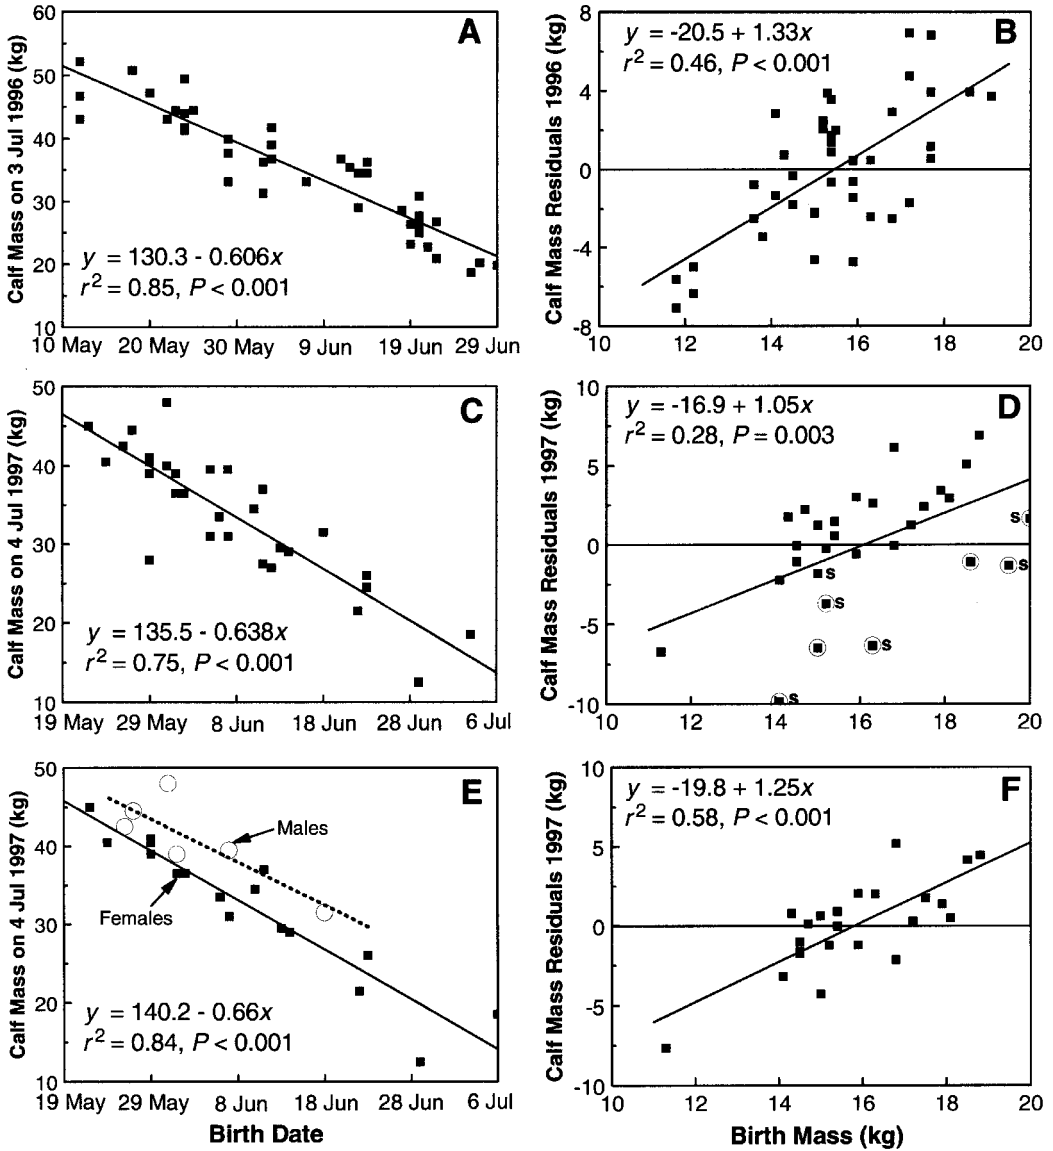 A
Calf Mass on 3 Jul 1996 (kg)
60
50
40
30
20
10
y = 130.3 - 0.606x
r² = 0.85, P < 0.001
10 May 20 May 30 May 9 Jun 19 Jun 29 Jun
B
Calf Mass Residuals 1996 (kg)
8
4
0
-4
-8
y = -20.5 + 1.33x
r² = 0.46, P < 0.001
10 12 14 16 18 20
C
Calf Mass on 4 Jul 1997 (kg)
50
40
30
20
10
y = 135.5 - 0.638x
r² = 0.75, P < 0.001
19 May 29 May 8 Jun 18 Jun 28 Jun 6 Jul
D
Calf Mass Residuals 1997 (kg)
10
5
0
-5
-10
y = -16.9 + 1.05x
r² = 0.28, P = 0.003
s
s
s
s
s
s
10 12 14 16 18 20
E
Calf Mass on 4 Jul 1997 (kg)
50
40
30
20
10
Males
Females
y = 140.2 - 0.66x
r² = 0.84, P < 0.001
19 May 29 May 8 Jun 18 Jun 28 Jun 6 Jul
Birth Date
F
Calf Mass Residuals 1997 (kg)
10
5
0
-5
-10
y = -19.8 + 1.25x
r² = 0.58, P < 0.001
10 12 14 16 18 20
Birth Mass (kg)